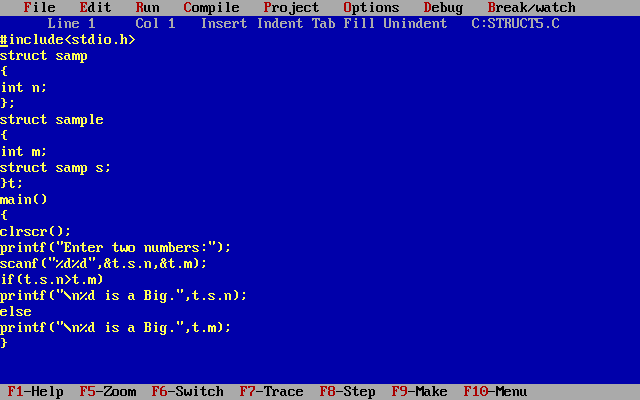 File Edit Run Compile Project Options Debug Break/watch
Line 1 Col 1 Insert Indent Tab Fill Unindent C:STRUCT5.C
#include<stdio.h>
struct samp
{
int n;
};
struct sample
{
int m;
struct samp s;
}t;
main()
{
clrscr();
printf("Enter two numbers:");
scanf("%d%d",&t.s.n,&t.m);
if(t.s.n>t.m)
printf("\n%d is a Big.",t.s.n);
else
printf("\n%d is a Big.",t.m);
}
F1-Help F5-Zoom F6-Switch F7-Trace F8-Step F9-Make F10-Menu